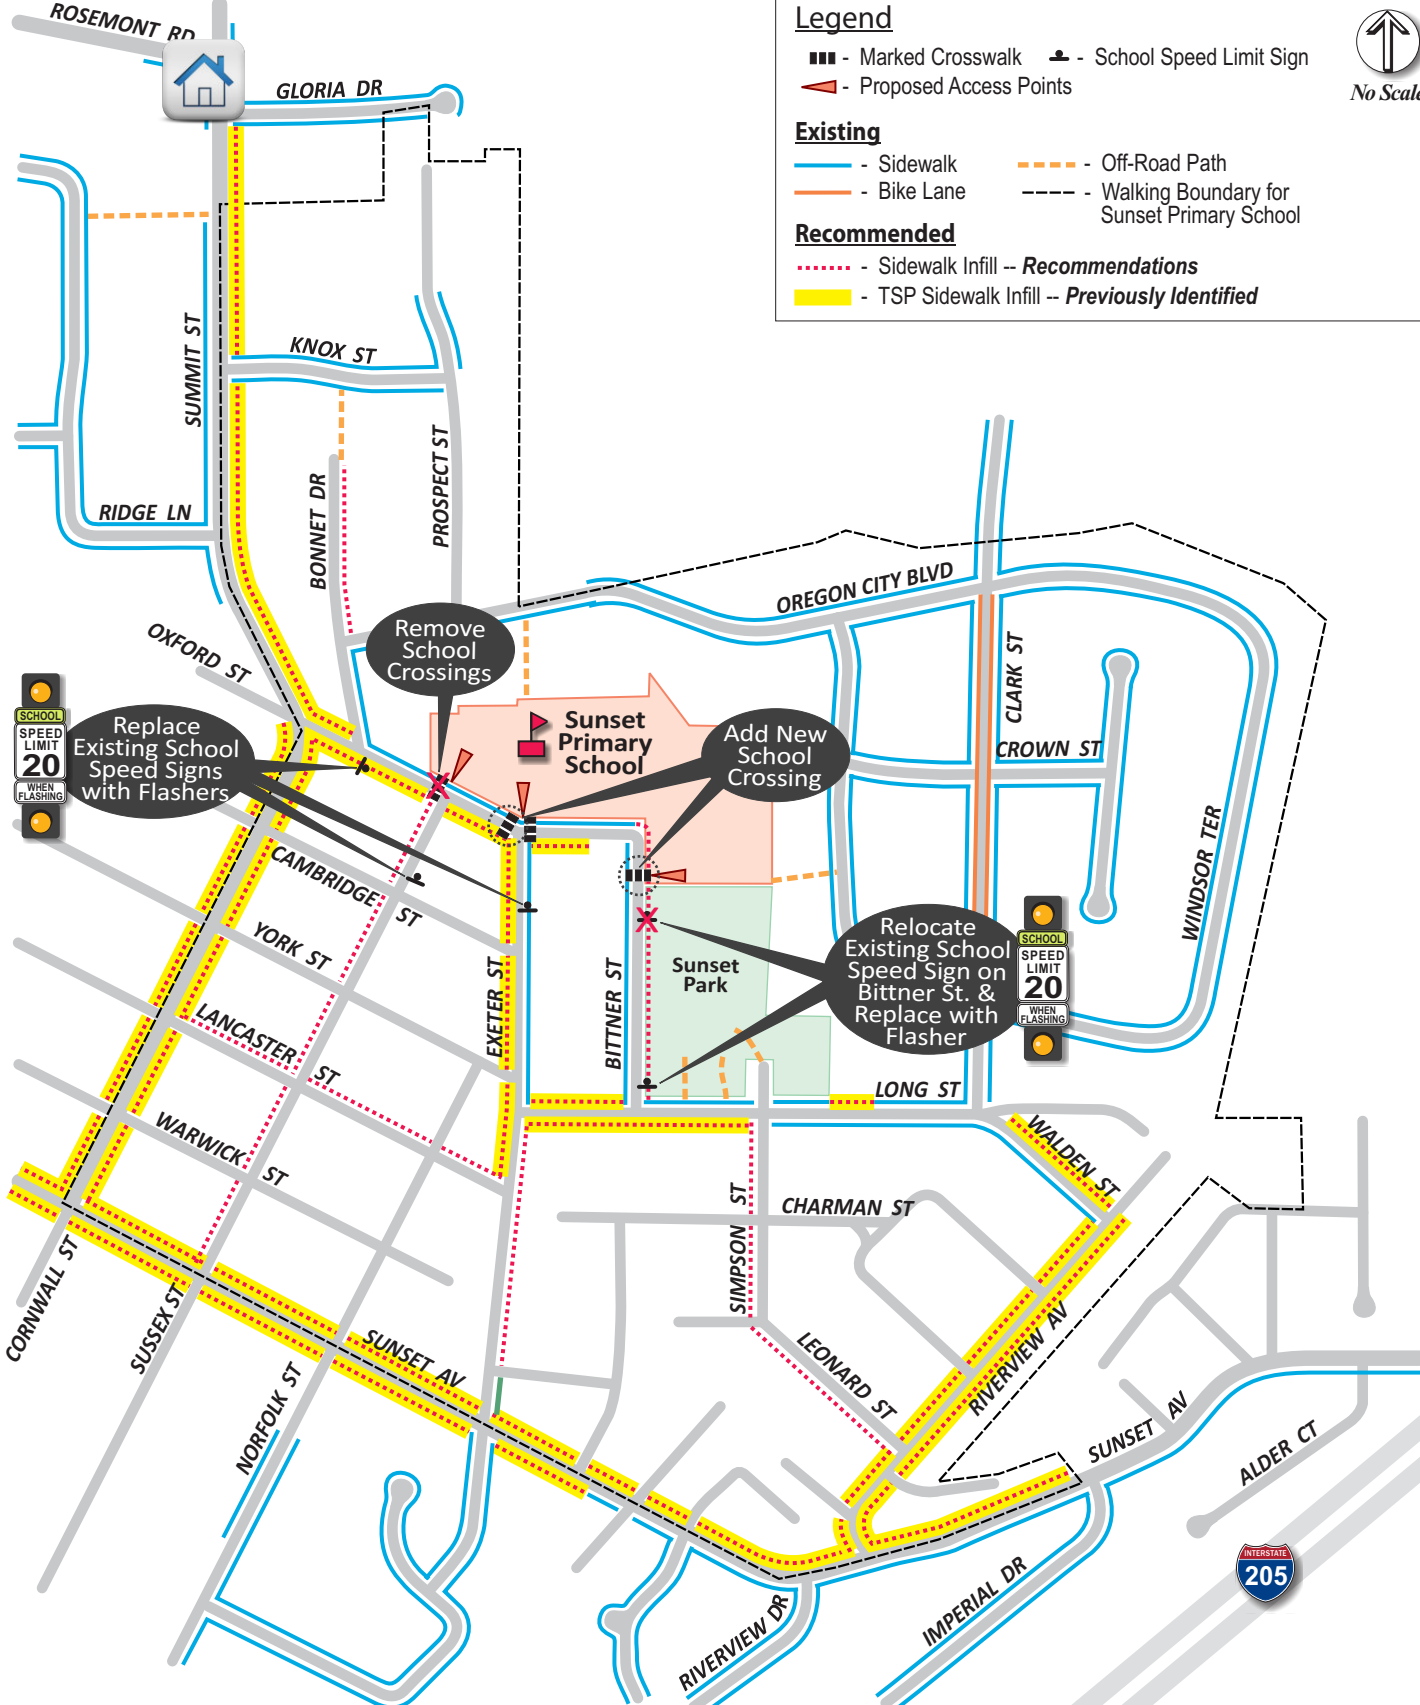 Legend
- Marked Crosswalk
- School Speed Limit Sign
- Proposed Access Points
No Scale
Existing
- Sidewalk
- Off-Road Path
- Bike Lane
- Walking Boundary for
Sunset Primary School
Recommended
- Sidewalk Infill -- Recommendations
- TSP Sidewalk Infill -- Previously Identified
ROSEMONT RD
GLORIA DR
SUMMIT ST
KNOX ST
PROSPECT ST
BONNET DR
RIDGE LN
OXFORD ST
OREGON CITY BLVD
CLARK ST
CROWN ST
WINDSOR TER
Remove
School
Crossings
Sunset
Primary
School
Add New
School
Crossing
Replace
Existing School
Speed Signs
with Flashers
SCHOOL
SPEED
LIMIT
20
WHEN
FLASHING
CAMBRIDGE ST
YORK ST
LANCASTER ST
WARWICK ST
EXETER ST
BITTNER ST
Sunset
Park
Relocate
Existing School
Speed Sign on
Bittner St. &
Replace with
Flasher
SCHOOL
SPEED
LIMIT
20
WHEN
FLASHING
LONG ST
WALDEN ST
CHARMAN ST
SIMPSON ST
LEONARD ST
RIVERVIEW AV
CORNWALL ST
SUSSEX ST
NORFOLK ST
SUNSET AV
SUNSET AV
ALDER CT
IMPERIAL DR
RIVERVIEW DR
INTERSTATE
205